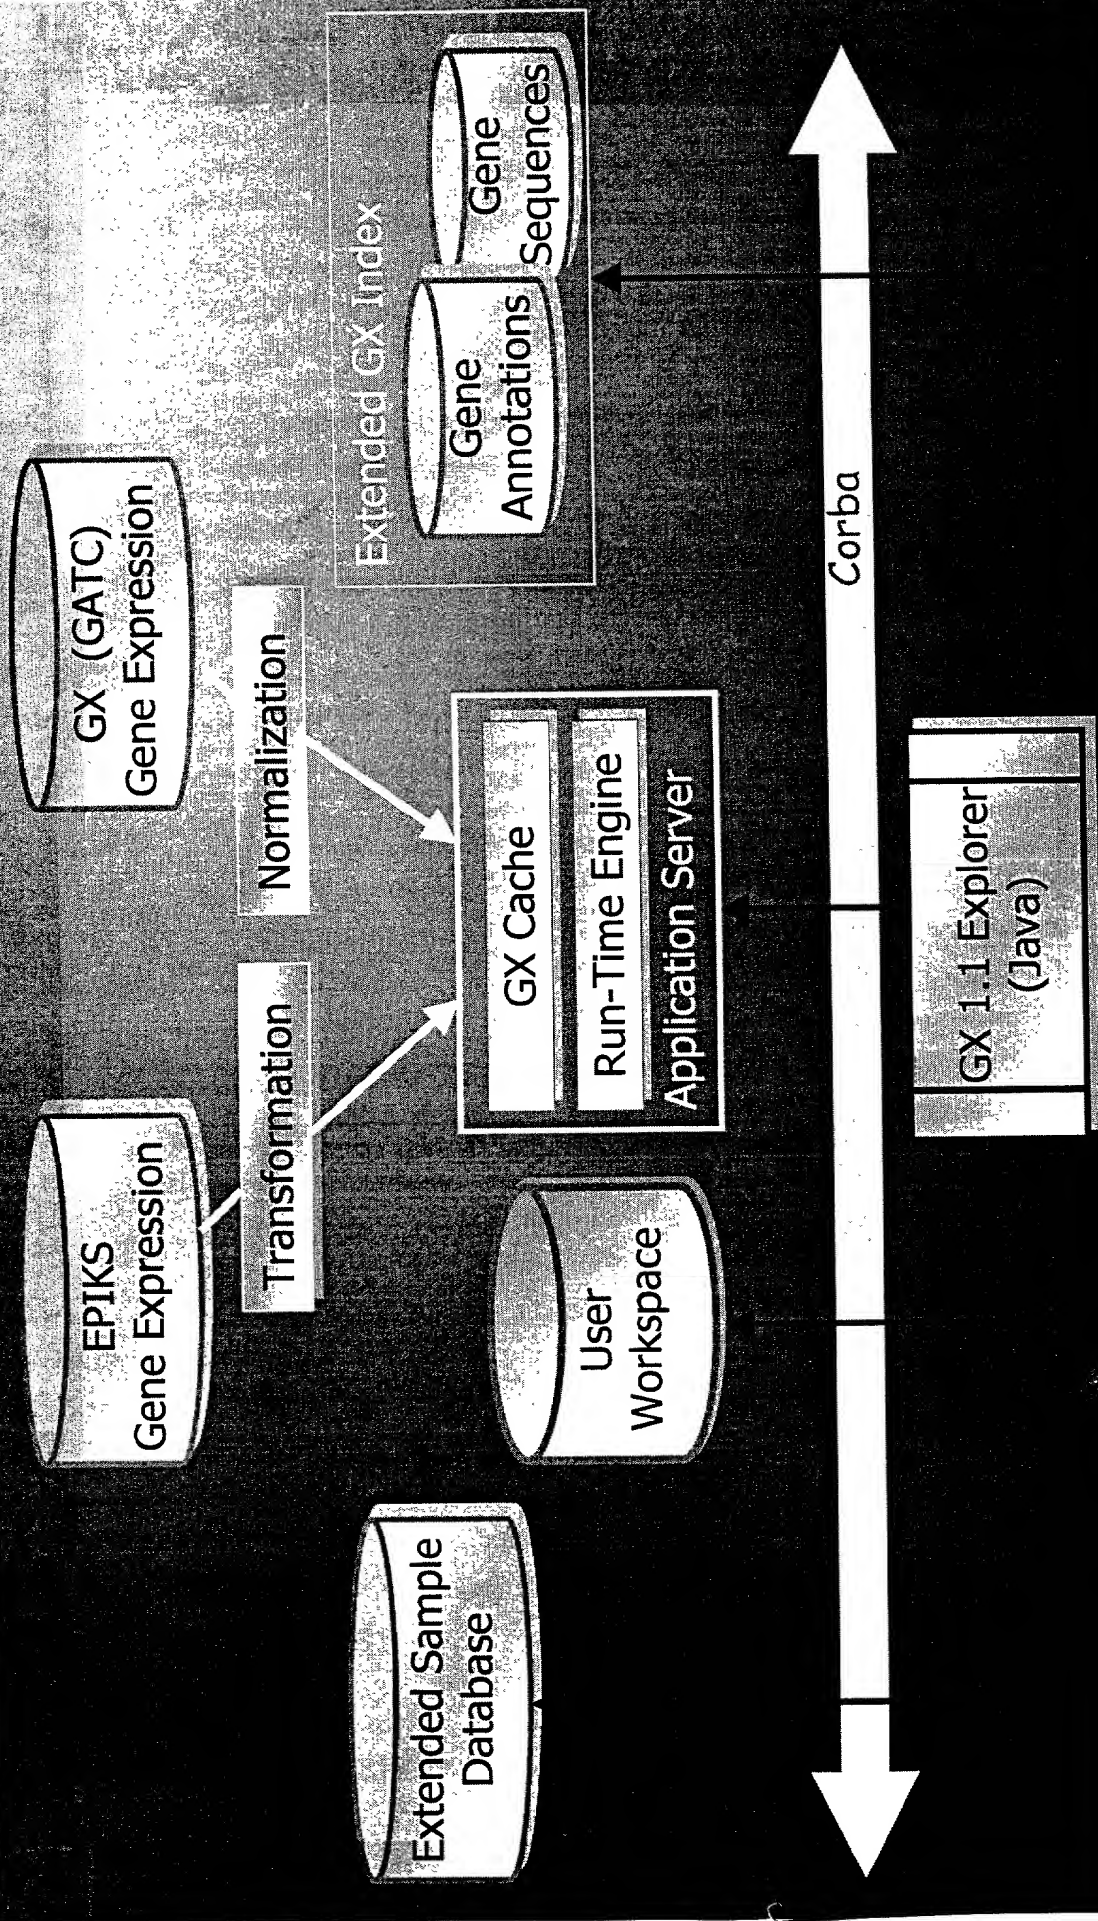 EPIKS
Gene Expression
GX (GATC)
Gene Expression
Transformation
Normalization
Extended GX Index
Extended Sample
Database
User
Workspace
GX Cache
Run-Time Engine
Application Server
Gene
Annotations
Gene
Sequences
Corba
GX 1.1 Explorer
(Java)